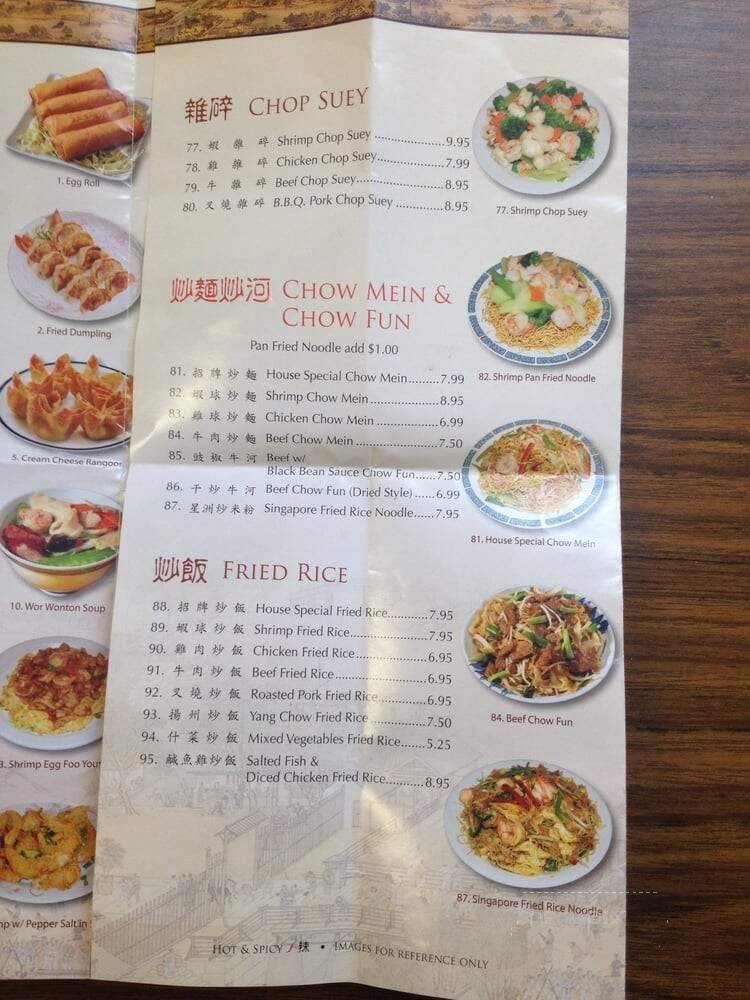 1. Egg Roll
2. Fried Dumpling
5. Cream Cheese Rangoon
10. Wor Wonton Soup
Shrimp Egg Foo
w/ Pepper Salt in
雜碎 CHOP SUEY
77. 蝦 雜 碎 Shrimp Chop Suey ..................... 9.95
78. 雞 雜 碎 Chicken Chop Suey..................... 7.99
79. 牛 雜 碎 Beef Chop Suey......................... 8.95
80. 叉燒雜碎 B.B.Q. Pork Chop Suey .............. 8.95
77. Shrimp Chop Suey
炒麵炒河 CHOW MEIN &
CHOW FUN
Pan Fried Noodle add $1.00
81. 招牌炒麵 House Special Chow Mein.........7.99
82. 蝦球炒麵 Shrimp Chow Mein ...................8.95
83. 雞球炒麵 Chicken Chow Mein .................6.99
84. 牛肉炒麵 Beef Chow Mein .......................7.50
85. 豉椒牛河 Beef w/
Black Bean Sauce Chow Fun......7.50
86. 干炒牛河 Beef Chow Fun (Dried Style) ......6.99
87. 星洲炒米粉 Singapore Fried Rice Noodle......7.95
82. Shrimp Pan Fried Noodle
81. House Special Chow Mein
炒飯 FRIED RICE
88. 招牌炒飯 House Special Fried Rice............7.95
89. 蝦球炒飯 Shrimp Fried Rice.......................7.95
90. 雞肉炒飯 Chicken Fried Rice.....................6.95
91. 牛肉炒飯 Beef Fried Rice...........................6.95
92. 叉燒炒飯 Roasted Pork Fried Rice..............6.95
93. 揚州炒飯 Yang Chow Fried Rice ................7.50
94. 什菜炒飯 Mixed Vegetables Fried Rice.......5.25
95. 鹹魚雞炒飯 Salted Fish &
Diced Chicken Fried Rice............8.95
84. Beef Chow Fun
87. Singapore Fried Rice Noodle
HOT & SPICY 辣 • IMAGES FOR REFERENCE ONLY